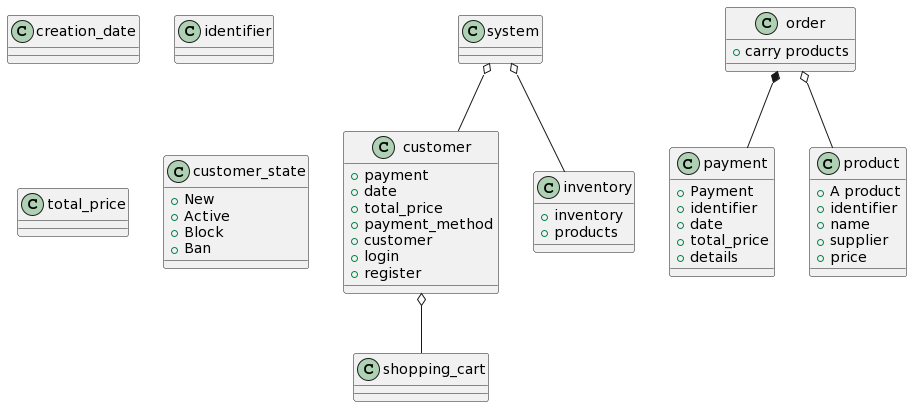 C creation_date
C identifier
C system
C order
carry products
C total_price
C customer_state
New
Active
Block
Ban
C customer
payment
date
total_price
payment_method
customer
login
register
C inventory
inventory
products
C payment
Payment
identifier
date
total_price
details
C product
A product
identifier
name
supplier
price
C shopping_cart